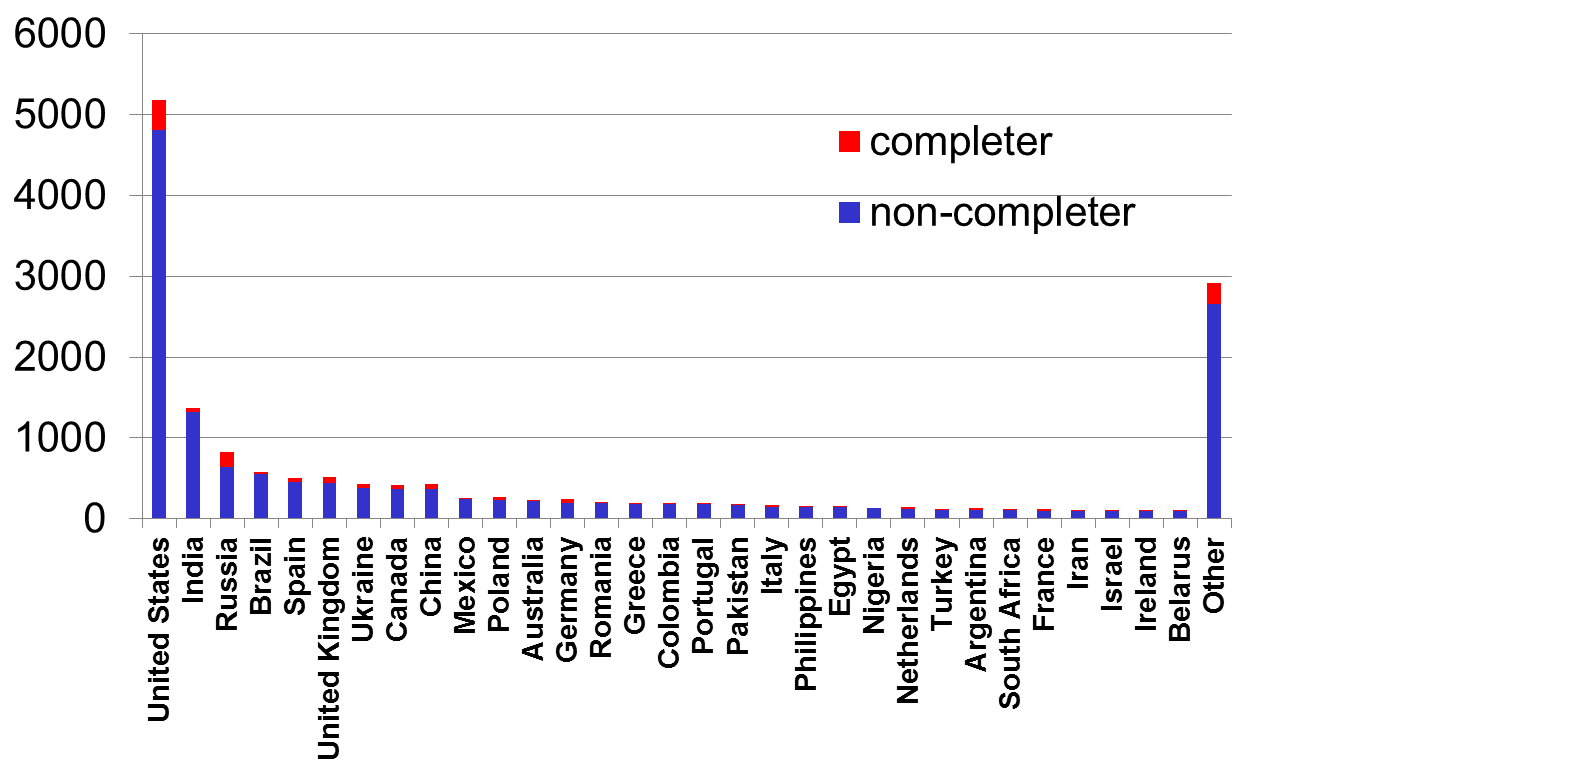 6000
5000
4000
3000
2000
1000
0
completer
non-completer
United States
India
Russia
Brazil
Spain
United Kingdom
Ukraine
Canada
China
Mexico
Poland
Australia
Germany
Romania
Greece
Colombia
Portugal
Pakistan
Italy
Philippines
Egypt
Nigeria
Netherlands
Turkey
Argentina
South Africa
France
Iran
Israel
Ireland
Belarus
Other